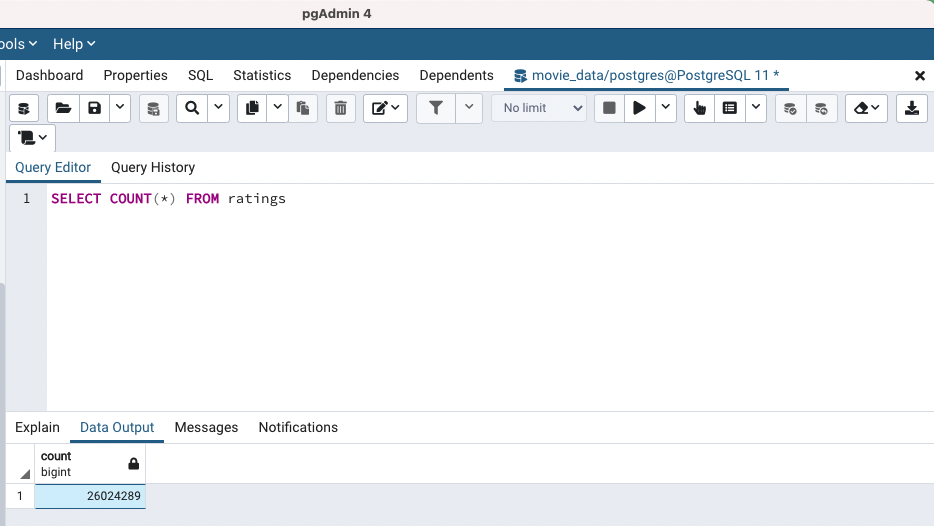 pgAdmin 4
ools Help
Dashboard Properties SQL Statistics Dependencies Dependents movie_data/postgres@PostgreSQL 11 *
No limit
Query Editor Query History
1 SELECT COUNT(*) FROM ratings
Explain Data Output Messages Notifications
count
bigint
1 26024289